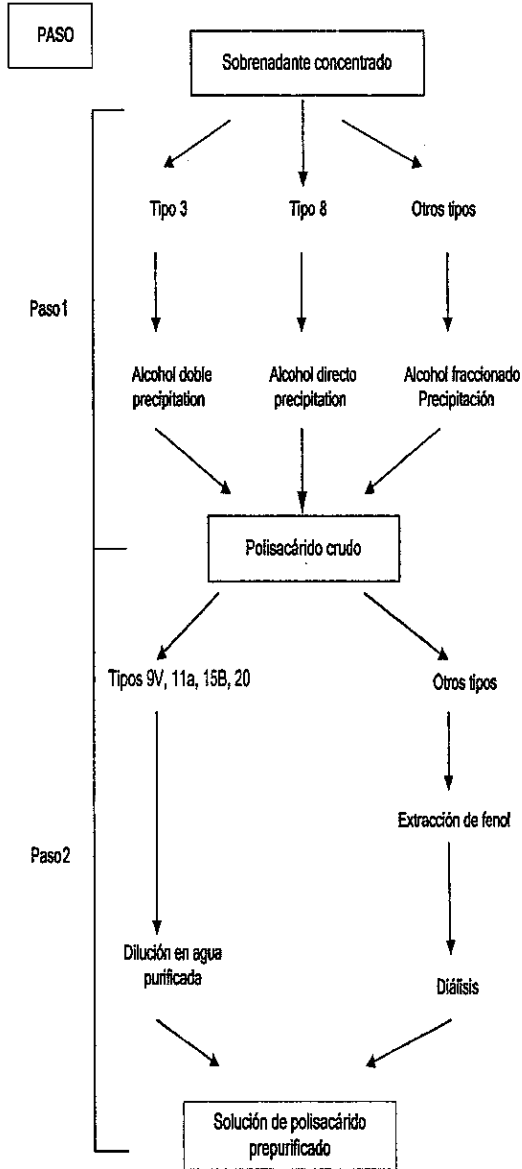 PASO
Sobrenadante concentrado
Tipo 3
Tipo 8
Otros tipos
Paso1
Alcohol doble
precipitation
Alcohol directo
precipitation
Alcohol fraccionado
Precipitación
Polisacárido crudo
Tipos 9V, 11a, 15B, 20
Otros tipos
Extracción de fenol
Paso2
Dilución en agua
purificada
Diálisis
Solución de polisacárido
prepurificado